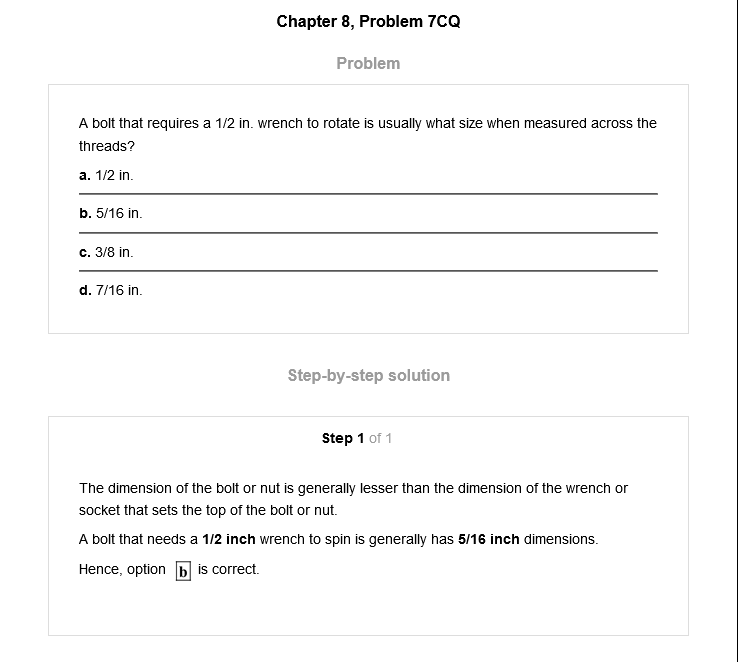 Chapter 8, Problem 7CQ
Problem
A bolt that requires a 1/2 in. wrench to rotate is usually what size when measured across the
threads?
a. 1/2 in.
b. 5/16 in.
c. 3/8 in.
d. 7/16 in.
Step-by-step solution
Step 1 of 1
The dimension of the bolt or nut is generally lesser than the dimension of the wrench or
socket that sets the top of the bolt or nut.
A bolt that needs a 1/2 inch wrench to spin is generally has 5/16 inch dimensions.
Hence, option b is correct.